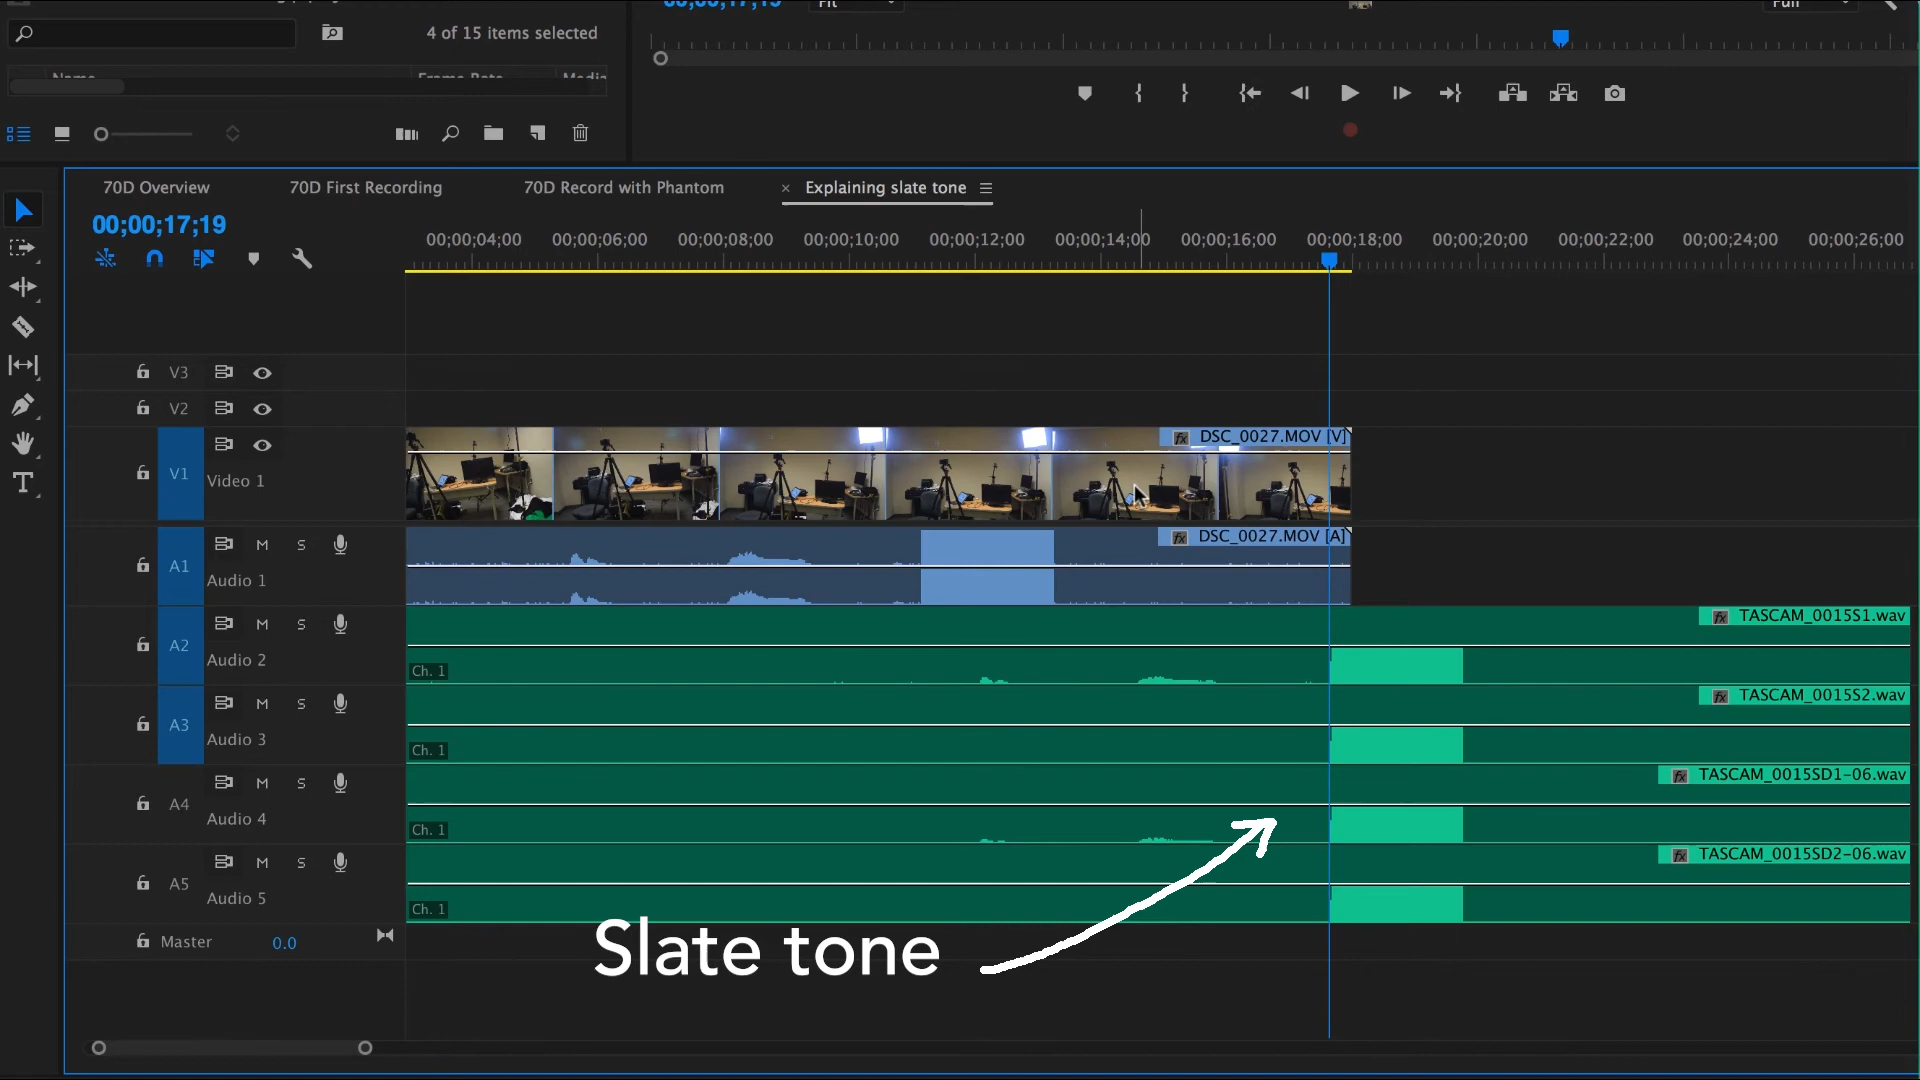 00;00;17;19
Fit
Full
4 of 15 items selected
Name
Frame Rate
Media
70D Overview
70D First Recording
70D Record with Phantom
× Explaining slate tone
00;00;17;19
00;00;04;00
00;00;06;00
00;00;08;00
00;00;10;00
00;00;12;00
00;00;14;00
00;00;16;00
00;00;18;00
00;00;20;00
00;00;22;00
00;00;24;00
00;00;26;00
V3
V2
fx DSC_0027.MOV [V]
V1
Video 1
fx DSC_0027.MOV [A]
M S
A1
Audio 1
fx TASCAM_0015S1.wav
M S
A2
Audio 2
Ch. 1
fx TASCAM_0015S2.wav
M S
A3
Audio 3
Ch. 1
fx TASCAM_0015SD1-06.wav
M S
A4
Audio 4
Ch. 1
fx TASCAM_0015SD2-06.wav
M S
A5
Audio 5
Ch. 1
Master 0.0
Slate tone